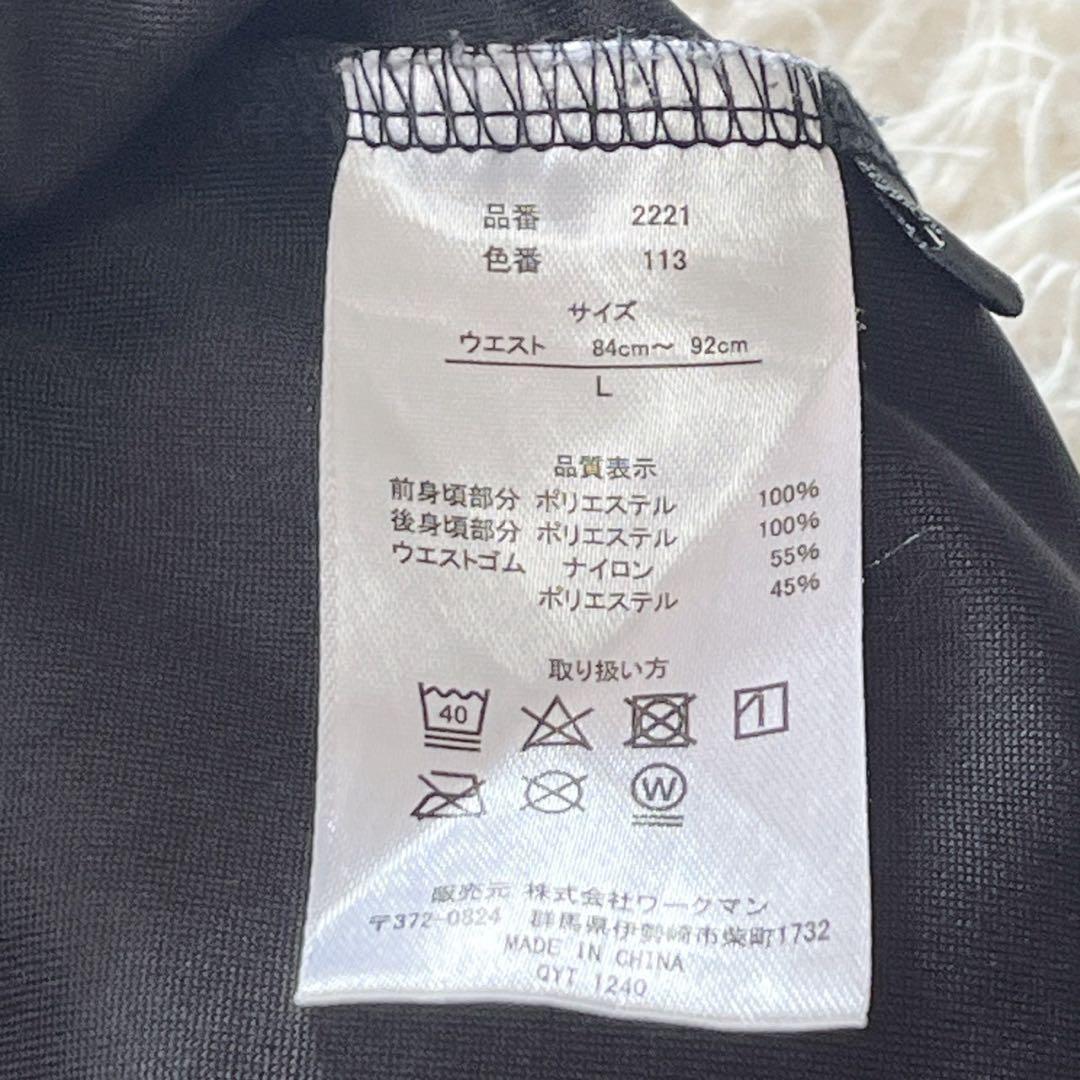 品番 2221
色番 113
サイズ
ウエスト 84cm～ 92cm
L
品質表示
前身頃部分 ポリエステル 100%
後身頃部分 ポリエステル 100%
ウエストゴム ナイロン 55%
ポリエステル 45%
取り扱い方
40
W
販売元 株式会社ワークマン
〒372-0824 群馬県伊勢崎市柴町1732
MADE IN CHINA
QYT 1240